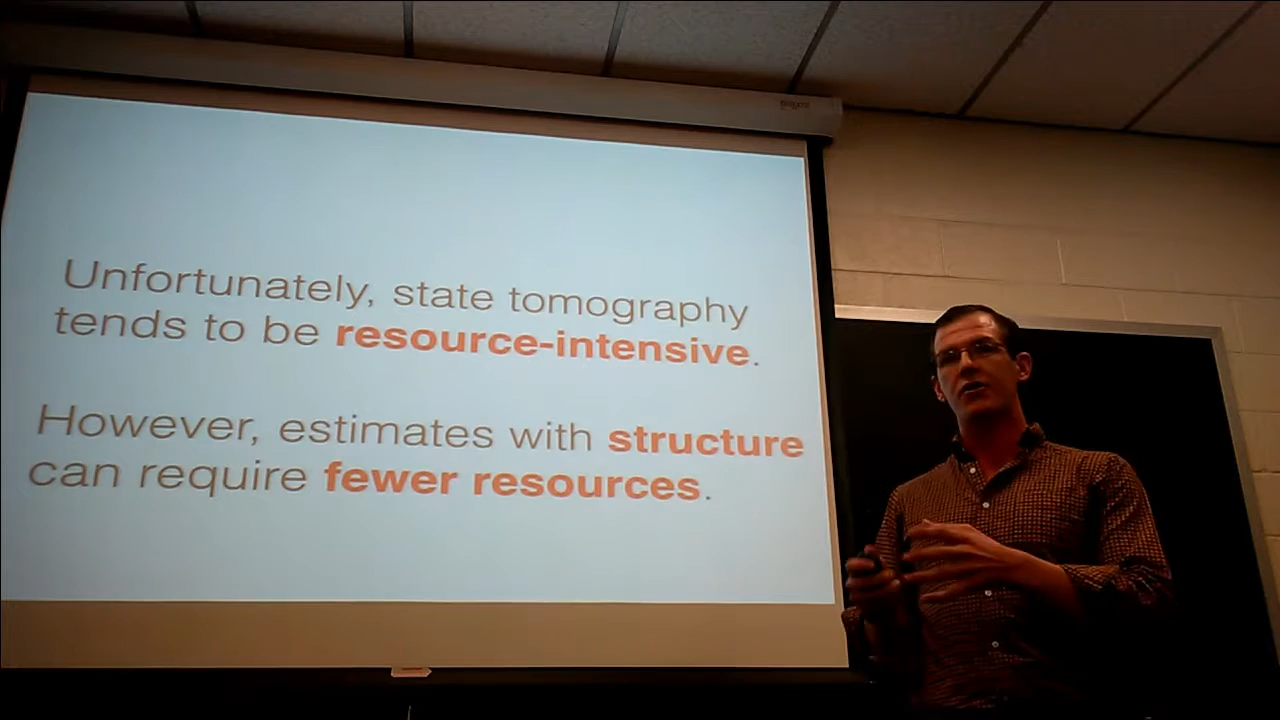 Unfortunately, state tomography
tends to be resource-intensive.
However, estimates with structure
can require fewer resources.